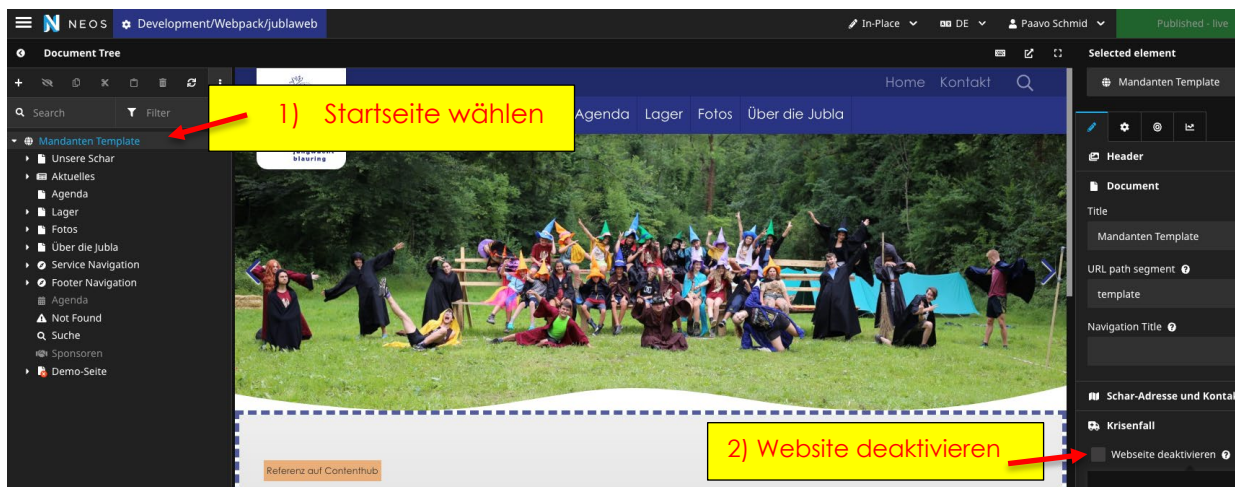 NEOS Development/Webpack/jublaweb In-Place DE Paavo Schmid Published - live
Document Tree Selected element
Mandanten Template
Search Filter
Home Kontakt
1) Startseite wählen
Agenda Lager Fotos Über die Jubla
blauring
Mandanten Template
Unsere Schar
Aktuelles
Agenda
Lager
Fotos
Über die Jubla
Service Navigation
Footer Navigation
Agenda
Not Found
Suche
Sponsoren
Demo-Seite
Header
Document
Title
Mandanten Template
URL path segment
template
Navigation Title
Schar-Adresse und Kontak
Krisenfall
2) Website deaktivieren
Webseite deaktivieren
Referenz auf Contenthub